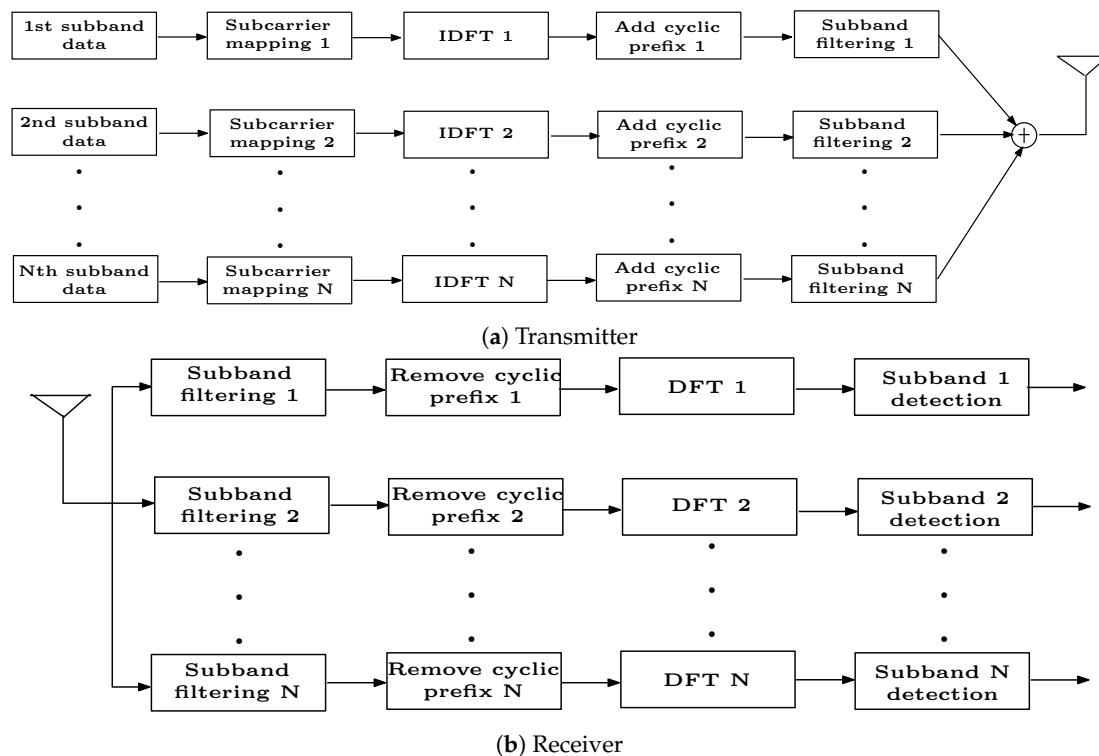 1st subband
data
Subcarrier
mapping 1
IDFT 1
Add cyclic
prefix 1
Subband
filtering 1
2nd subband
data
Subcarrier
mapping 2
IDFT 2
Add cyclic
prefix 2
Subband
filtering 2
+
Nth subband
data
Subcarrier
mapping N
IDFT N
Add cyclic
prefix N
Subband
filtering N
(a) Transmitter
Subband
filtering 1
Remove cyclic
prefix 1
DFT 1
Subband 1
detection
Subband
filtering 2
Remove cyclic
prefix 2
DFT 2
Subband 2
detection
Subband
filtering N
Remove cyclic
prefix N
DFT N
Subband N
detection
(b) Receiver